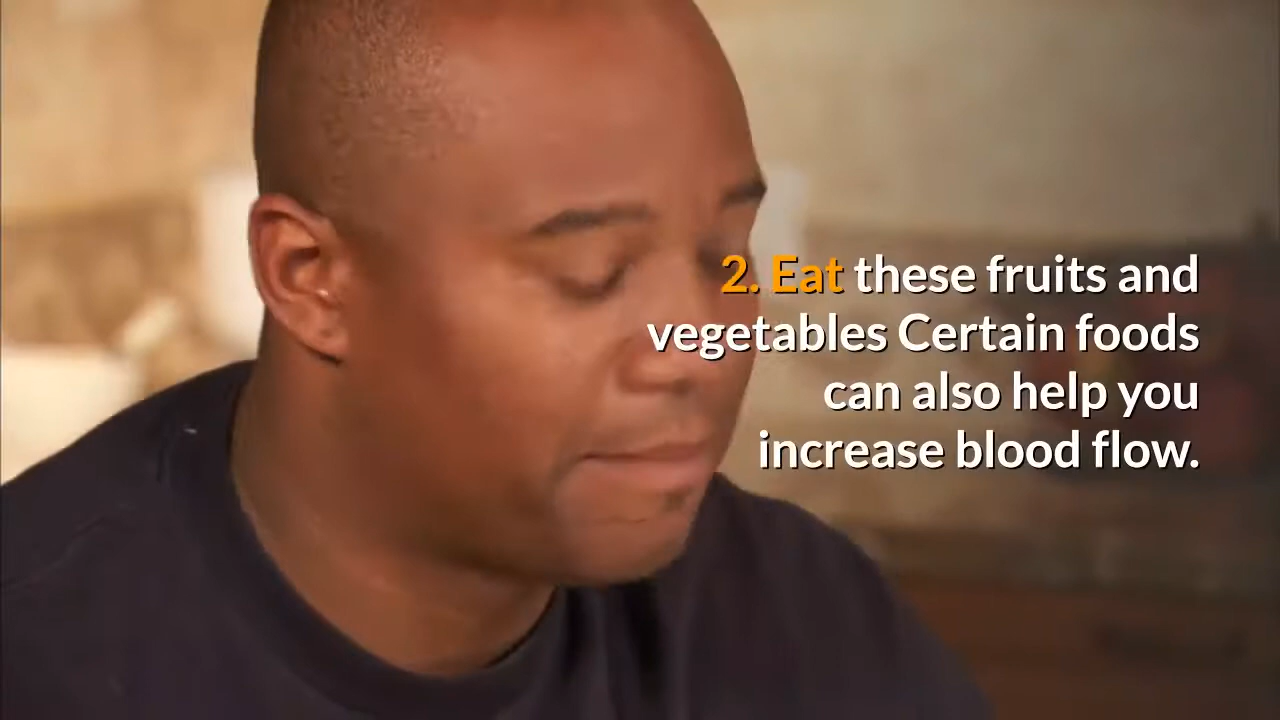 2. Eat these fruits and
vegetables Certain foods
can also help you
increase blood flow.